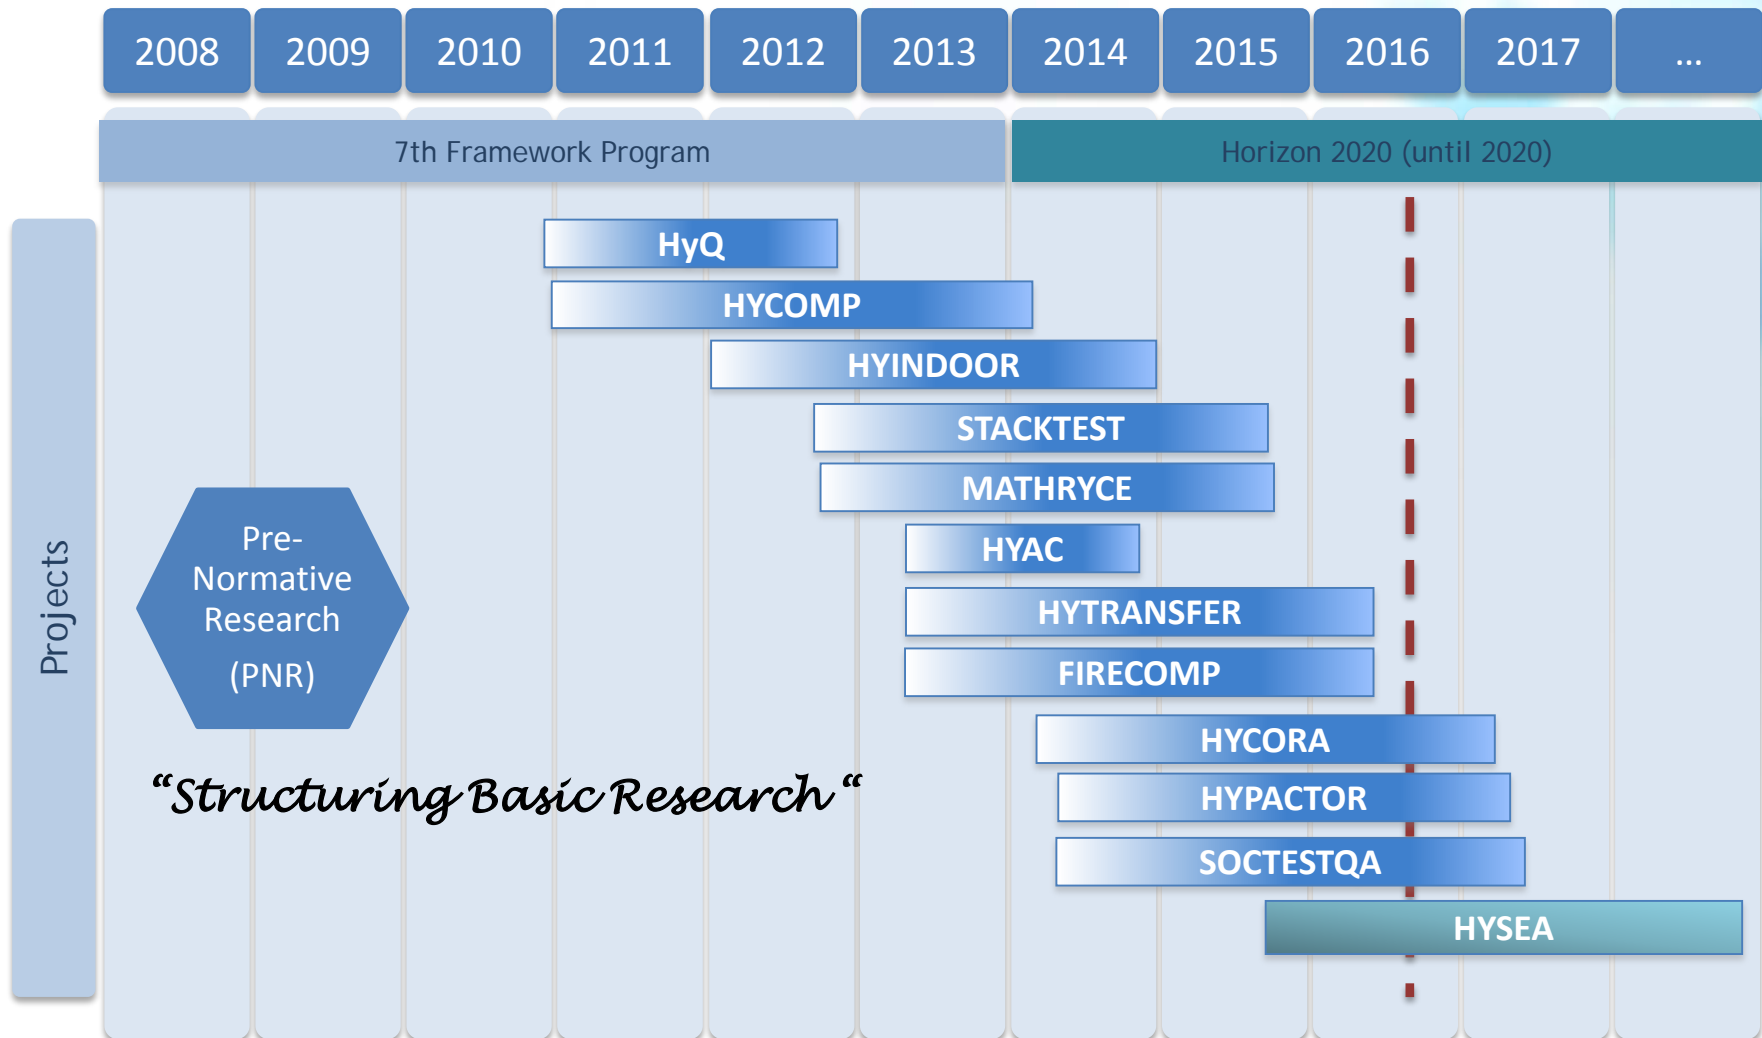 2008 2009 2010 2011 2012 2013 2014 2015 2016 2017 ...
7th Framework Program Horizon 2020 (until 2020)
Projects
HyQ
HYCOMP
HYINDOOR
STACKTEST
MATHRYCE
HYAC
HYTRANSFER
FIRECOMP
HYCORA
HYPACTOR
SOCTESTQA
HYSEA
Pre-
Normative
Research
(PNR)
“Structuring Basic Research “